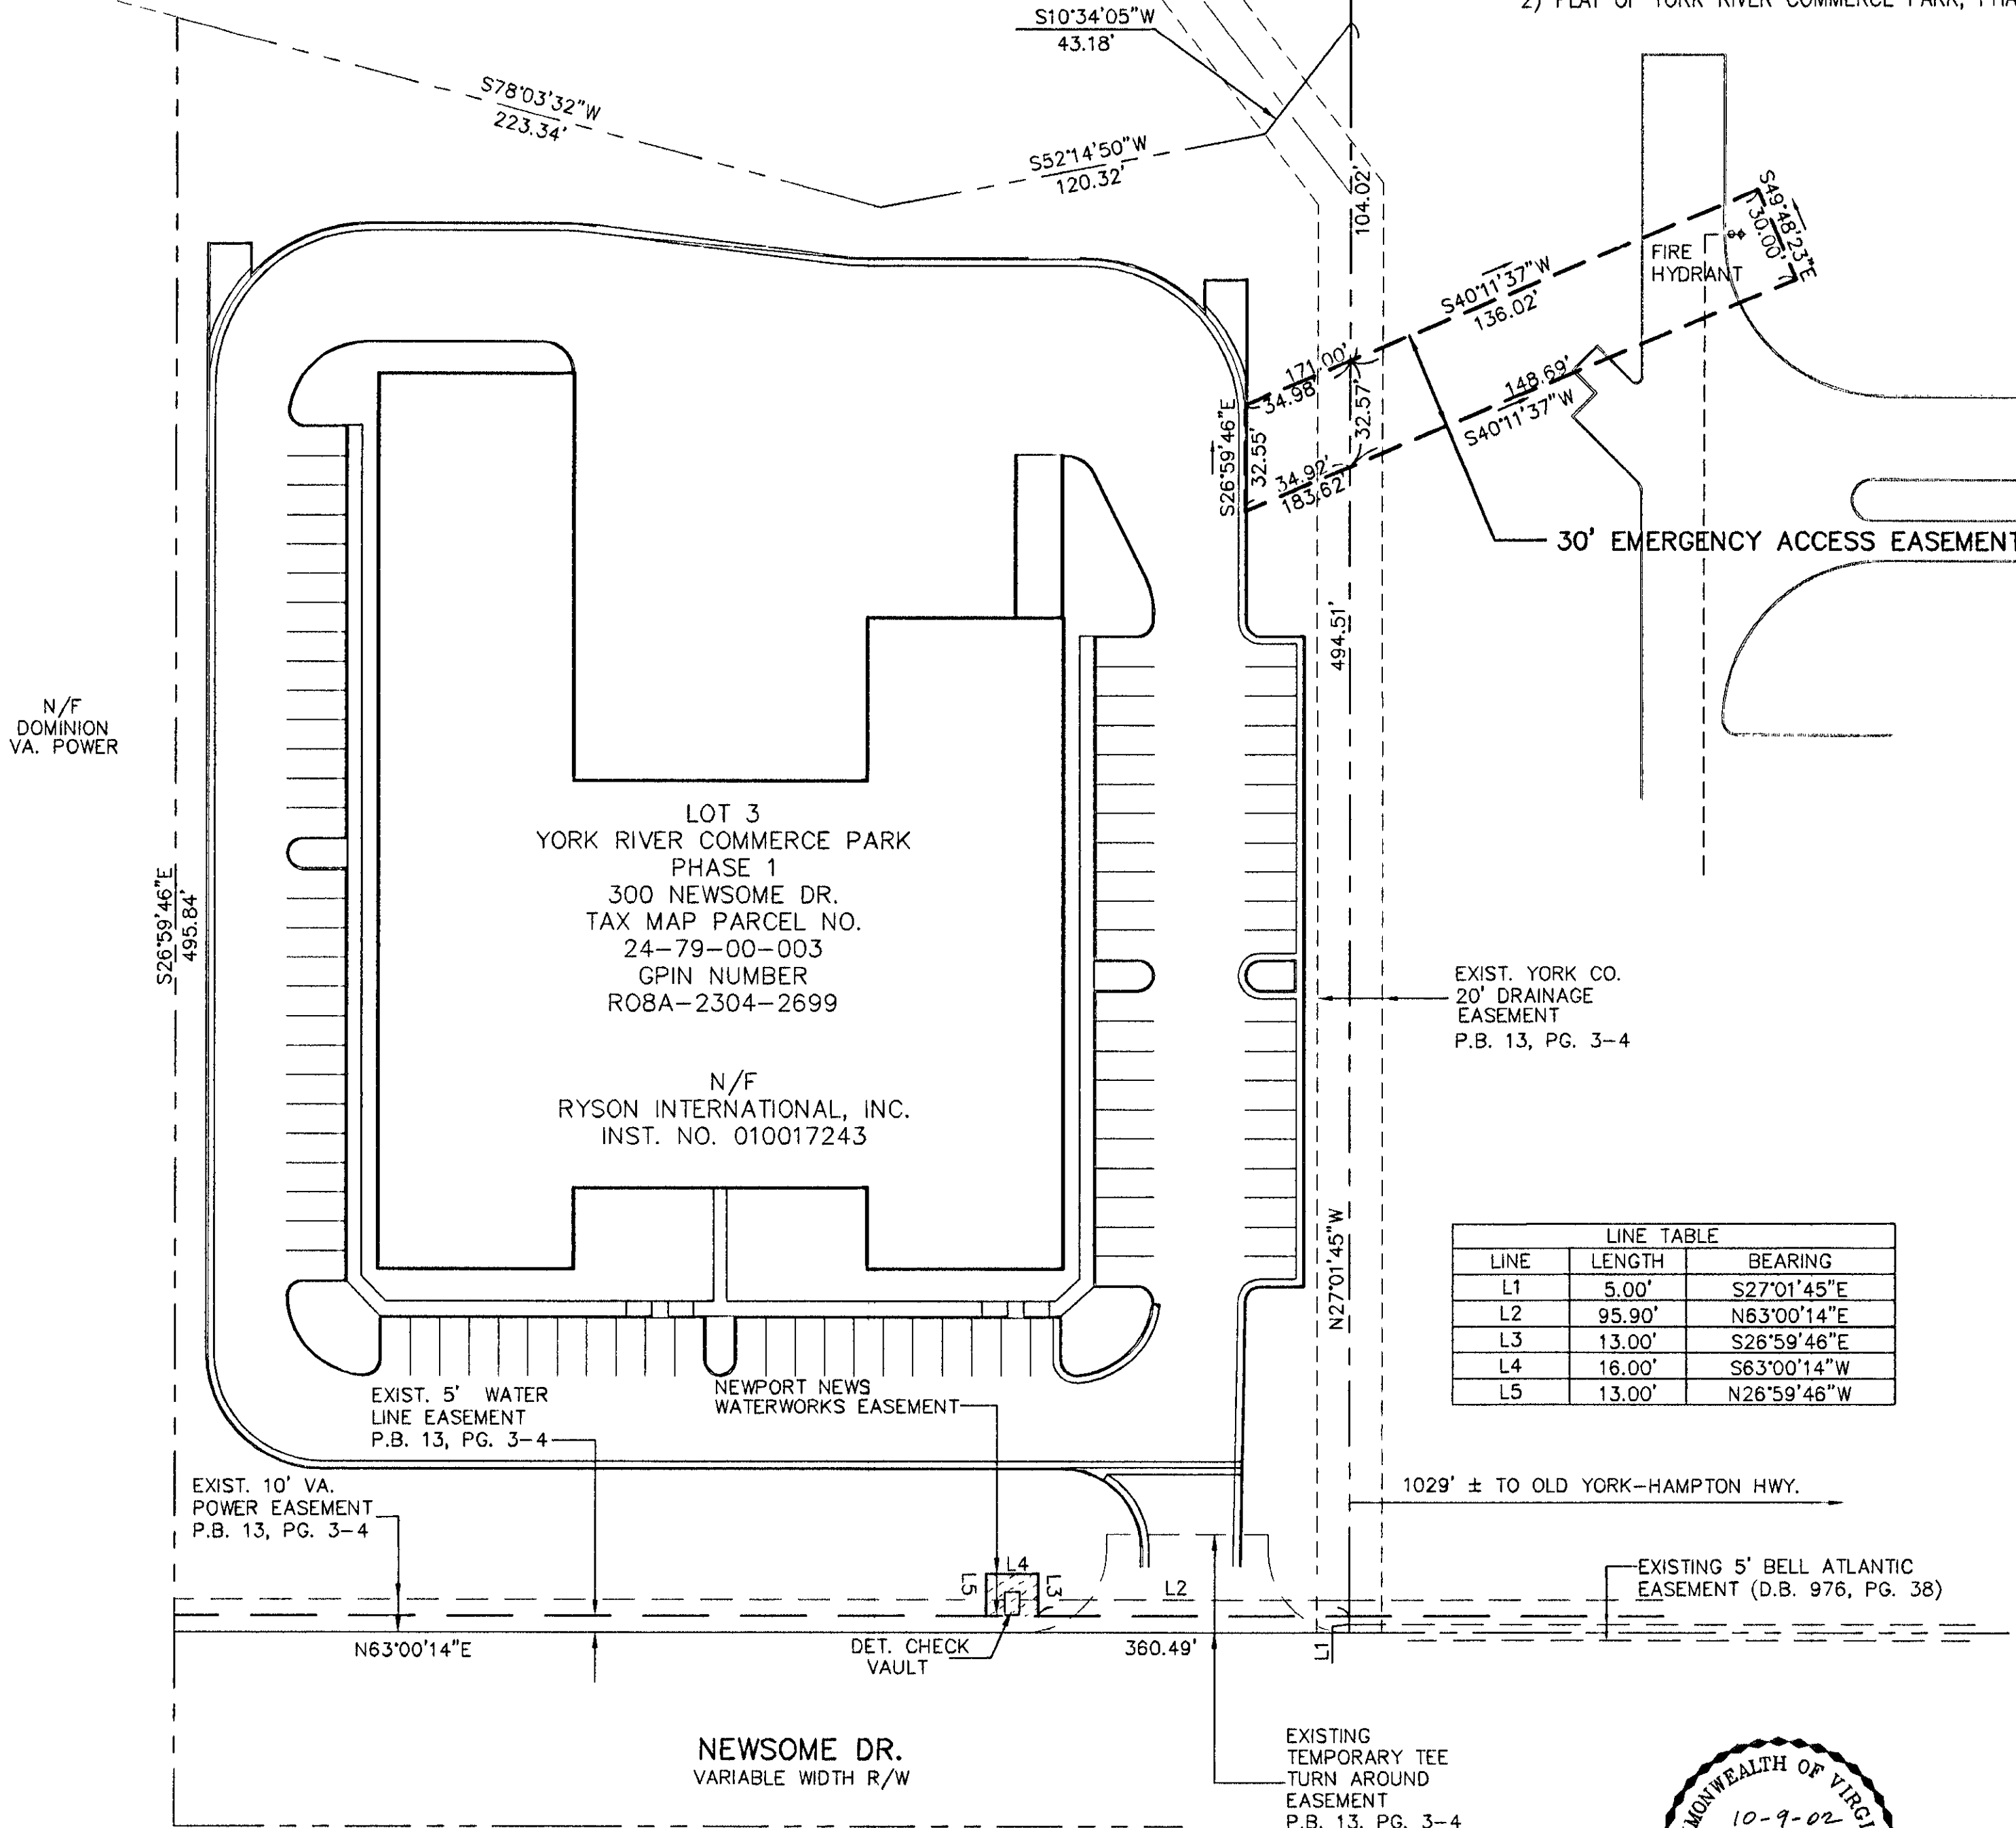 2) PLAT OF YORK RIVER COMMERCE PARK,
S10°34'05"W
43.18'
S78°03'32"W
223.34'
S52°14'50"W
120.32'
104.02'
S49°48'23"E
30.00'
FIRE
HYDRANT
S40°11'37"W
136.02'
171.00'
34.98'
148.69'
S40°11'37"W
S26°59'46"E
32.55'
32.57'
34.92'
183.62'
30' EMERGENCY ACCESS EASEMENT
494.51'
N/F
DOMINION
VA. POWER
LOT 3
YORK RIVER COMMERCE PARK
PHASE 1
300 NEWSOME DR.
TAX MAP PARCEL NO.
24-79-00-003
GPIN NUMBER
RO8A-2304-2699
S26°59'46"E
495.84'
EXIST. YORK CO.
20' DRAINAGE
EASEMENT
P.B. 13, PG. 3-4
N/F
RYSON INTERNATIONAL, INC.
INST. NO. 010017243
N27°01'45"W
LINE TABLE
LINE LENGTH BEARING
L1 5.00' S27°01'45"E
L2 95.90' N63°00'14"E
L3 13.00' S26°59'46"E
L4 16.00' S63°00'14"W
L5 13.00' N26°59'46"W
EXIST. 5' WATER
LINE EASEMENT
P.B. 13, PG. 3-4
NEWPORT NEWS
WATERWORKS EASEMENT
EXIST. 10' VA.
POWER EASEMENT
P.B. 13, PG. 3-4
1029' ± TO OLD YORK-HAMPTON HWY.
L4
L5
L3
L2
EXISTING 5' BELL ATLANTIC
EASEMENT (D.B. 976, PG. 38)
N63°00'14"E
DET. CHECK
VAULT
360.49'
L1
NEWSOME DR.
VARIABLE WIDTH R/W
EXISTING
TEMPORARY TEE
TURN AROUND
EASEMENT
P.B. 13, PG. 3-4
MONWEALTH OF VIRGI
10-9-02